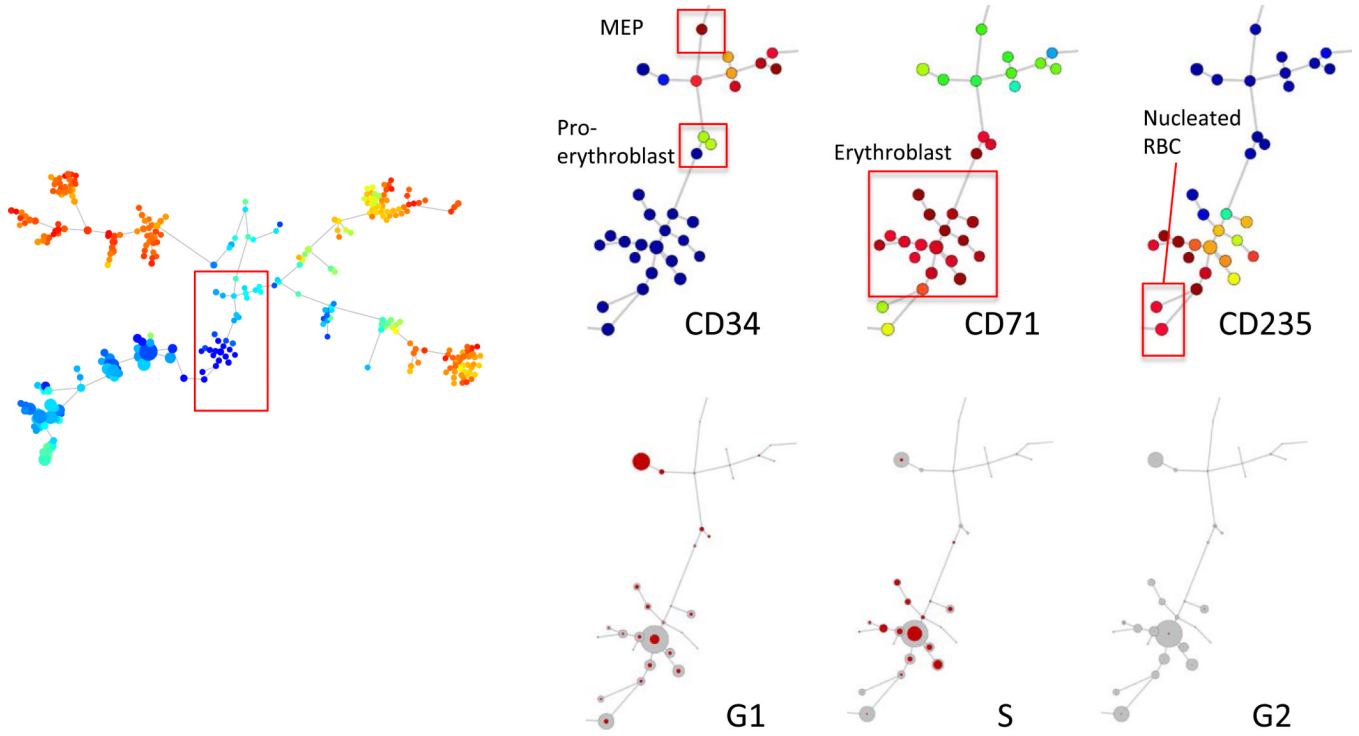 MEP
Pro-
erythroblast
CD34
Erythroblast
CD71
Nucleated
RBC
CD235
G1
S
G2